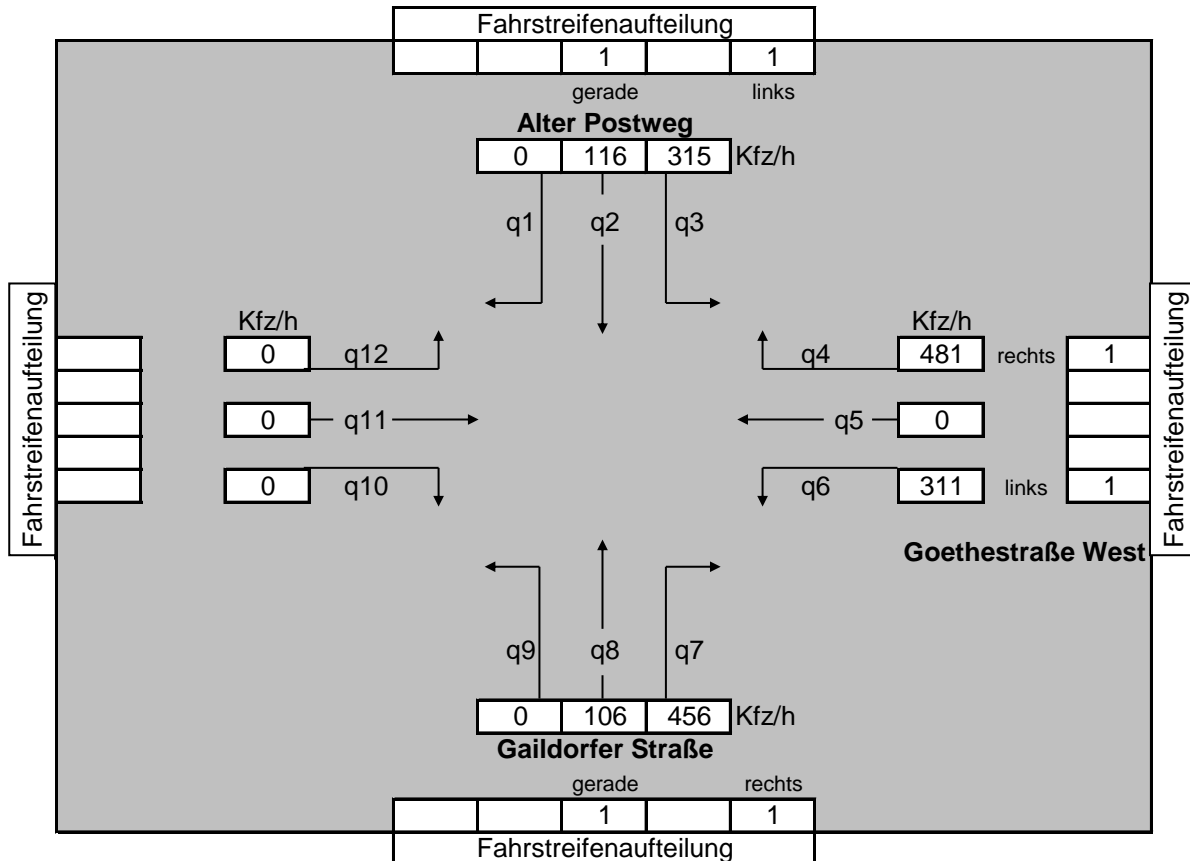 Fahrstreifenaufteilung
1 1
gerade links
Alter Postweg
0 116 315 Kfz/h
q1 q2 q3
Fahrstreifenaufteilung
Kfz/h
0 q12
0 q11
0 q10
Kfz/h
q4 481 rechts 1
q5 0
q6 311 links 1
Goethestraße West
Fahrstreifenaufteilung
q9 q8 q7
0 106 456 Kfz/h
Gaildorfer Straße
gerade rechts
1 1
Fahrstreifenaufteilung